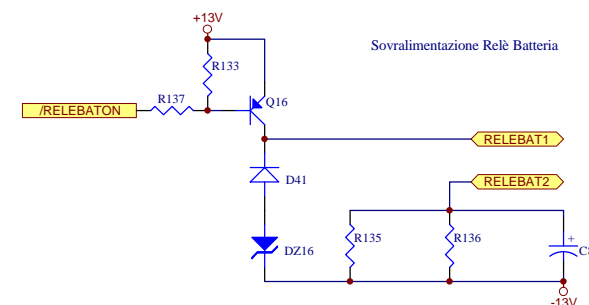 +13V
Sovralimentazione Relè Batteria
R133
R137
Q16
/RELEBATON
RELEBAT1
D41
RELEBAT2
R135
R136
+
DZ16
-13V